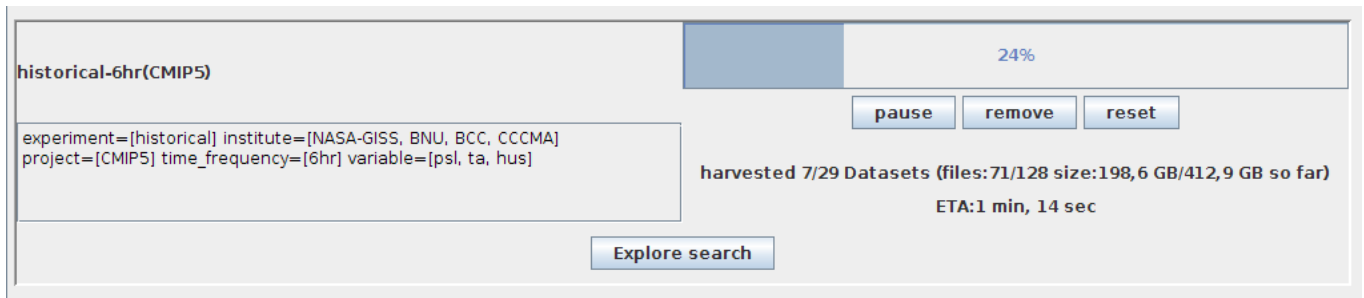 historical-6hr(CMIP5)
24%
pause remove reset
experiment=[historical] institute=[NASA-GISS, BNU, BCC, CCCMA]
project=[CMIP5] time_frequency=[6hr] variable=[psl, ta, hus]
harvested 7/29 Datasets (files:71/128 size:198,6 GB/412,9 GB so far)
ETA:1 min, 14 sec
Explore search